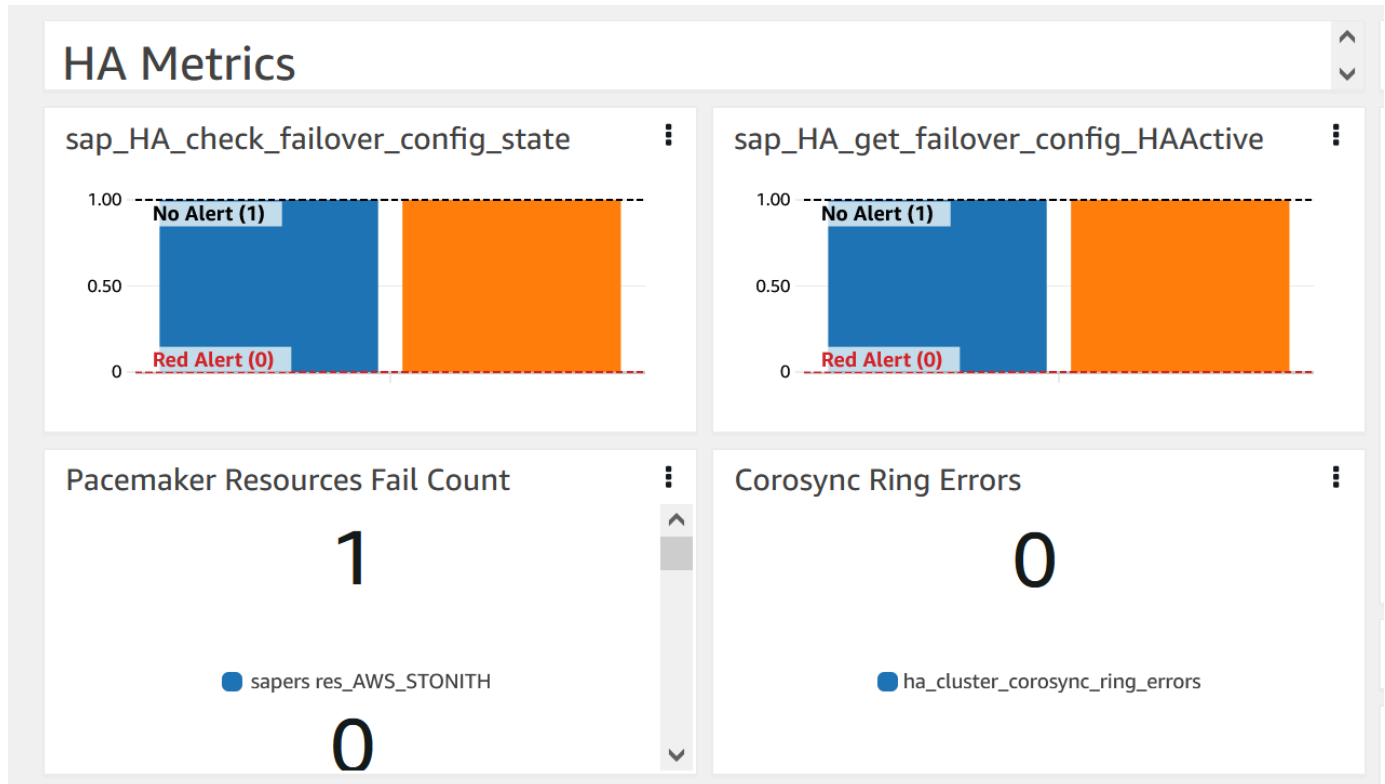 HA Metrics
sap_HA_check_failover_config_state
1.00
No Alert (1)
0.50
Red Alert (0)
0
sap_HA_get_failover_config_HAActive
1.00
No Alert (1)
0.50
Red Alert (0)
0
Pacemaker Resources Fail Count
1
sapers res_AWS_STONITH
0
Corosync Ring Errors
0
ha_cluster_corosync_ring_errors